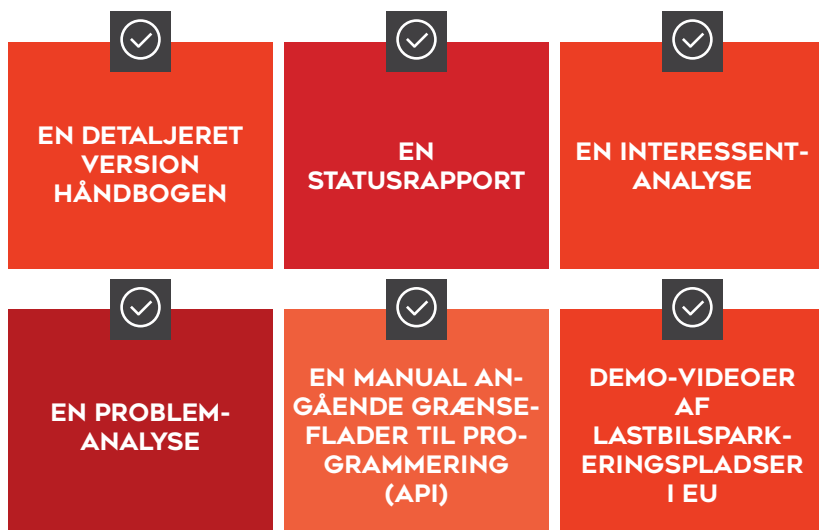 EN DETALJERET
VERSION
HÅNDBOGEN
EN
STATUSRAPPORT
EN INTERESSENT-
ANALYSE
EN PROBLEM-
ANALYSE
EN MANUAL AN-
GÅENDE GRÆNSE-
FLADER TIL PRO-
GRAMMERING
(API)
DEMO-VIDEOER
AF
LASTBILSPARK-
ERINGSPLADSER
I EU